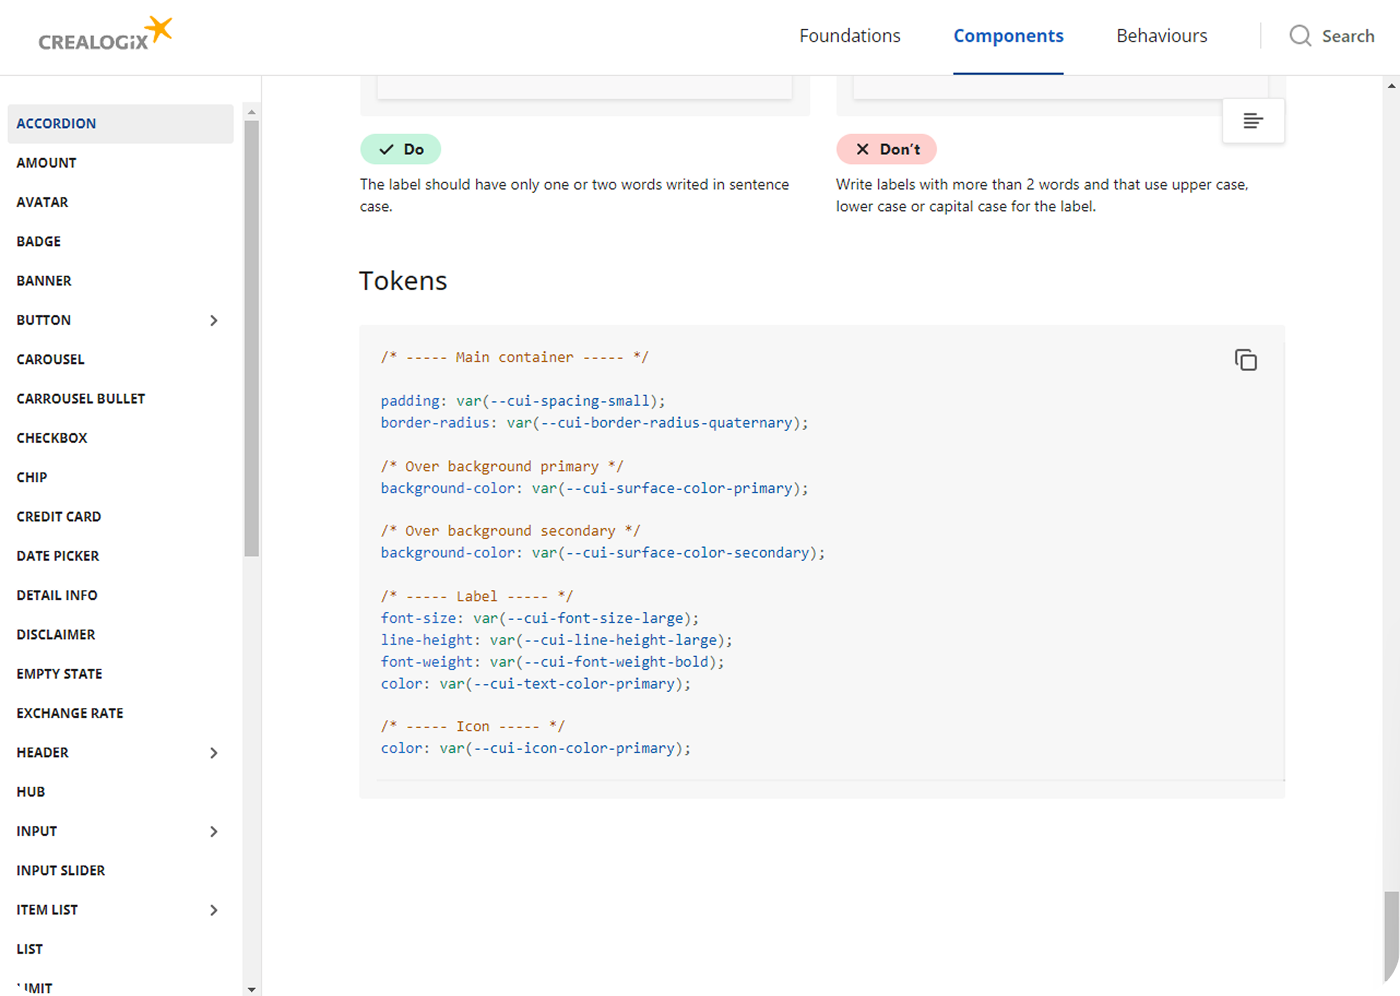 CREALOGiX
Foundations
Components
Behaviours
Search
ACCORDION
AMOUNT
AVATAR
BADGE
BANNER
BUTTON
CAROUSEL
CARROUSEL BULLET
CHECKBOX
CHIP
CREDIT CARD
DATE PICKER
DETAIL INFO
DISCLAIMER
EMPTY STATE
EXCHANGE RATE
HEADER
HUB
INPUT
INPUT SLIDER
ITEM LIST
LIST
Do
The label should have only one or two words writed in sentence
case.
Don't
Write labels with more than 2 words and that use upper case,
lower case or capital case for the label.
Tokens
/* ----- Main container ----- */
padding: var(--cui-spacing-small);
border-radius: var(--cui-border-radius-quaternary);
/* Over background primary */
background-color: var(--cui-surface-color-primary);
/* Over background secondary */
background-color: var(--cui-surface-color-secondary);
/* ----- Label ----- */
font-size: var(--cui-font-size-large);
line-height: var(--cui-line-height-large);
font-weight: var(--cui-font-weight-bold);
color: var(--cui-text-color-primary);
/* ----- Icon ----- */
color: var(--cui-icon-color-primary);